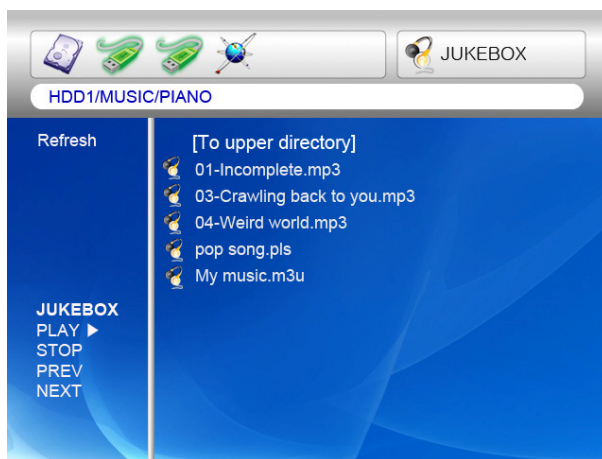 JUKEBOX
HDD1/MUSIC/PIANO
Refresh
[To upper directory]
01-Incomplete.mp3
03-Crawling back to you.mp3
04-Weird world.mp3
pop song.pls
My music.m3u
JUKEBOX
PLAY ▶
STOP
PREV
NEXT